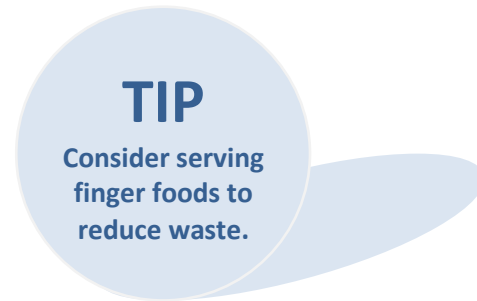 TIP
Consider serving
finger foods to
reduce waste.